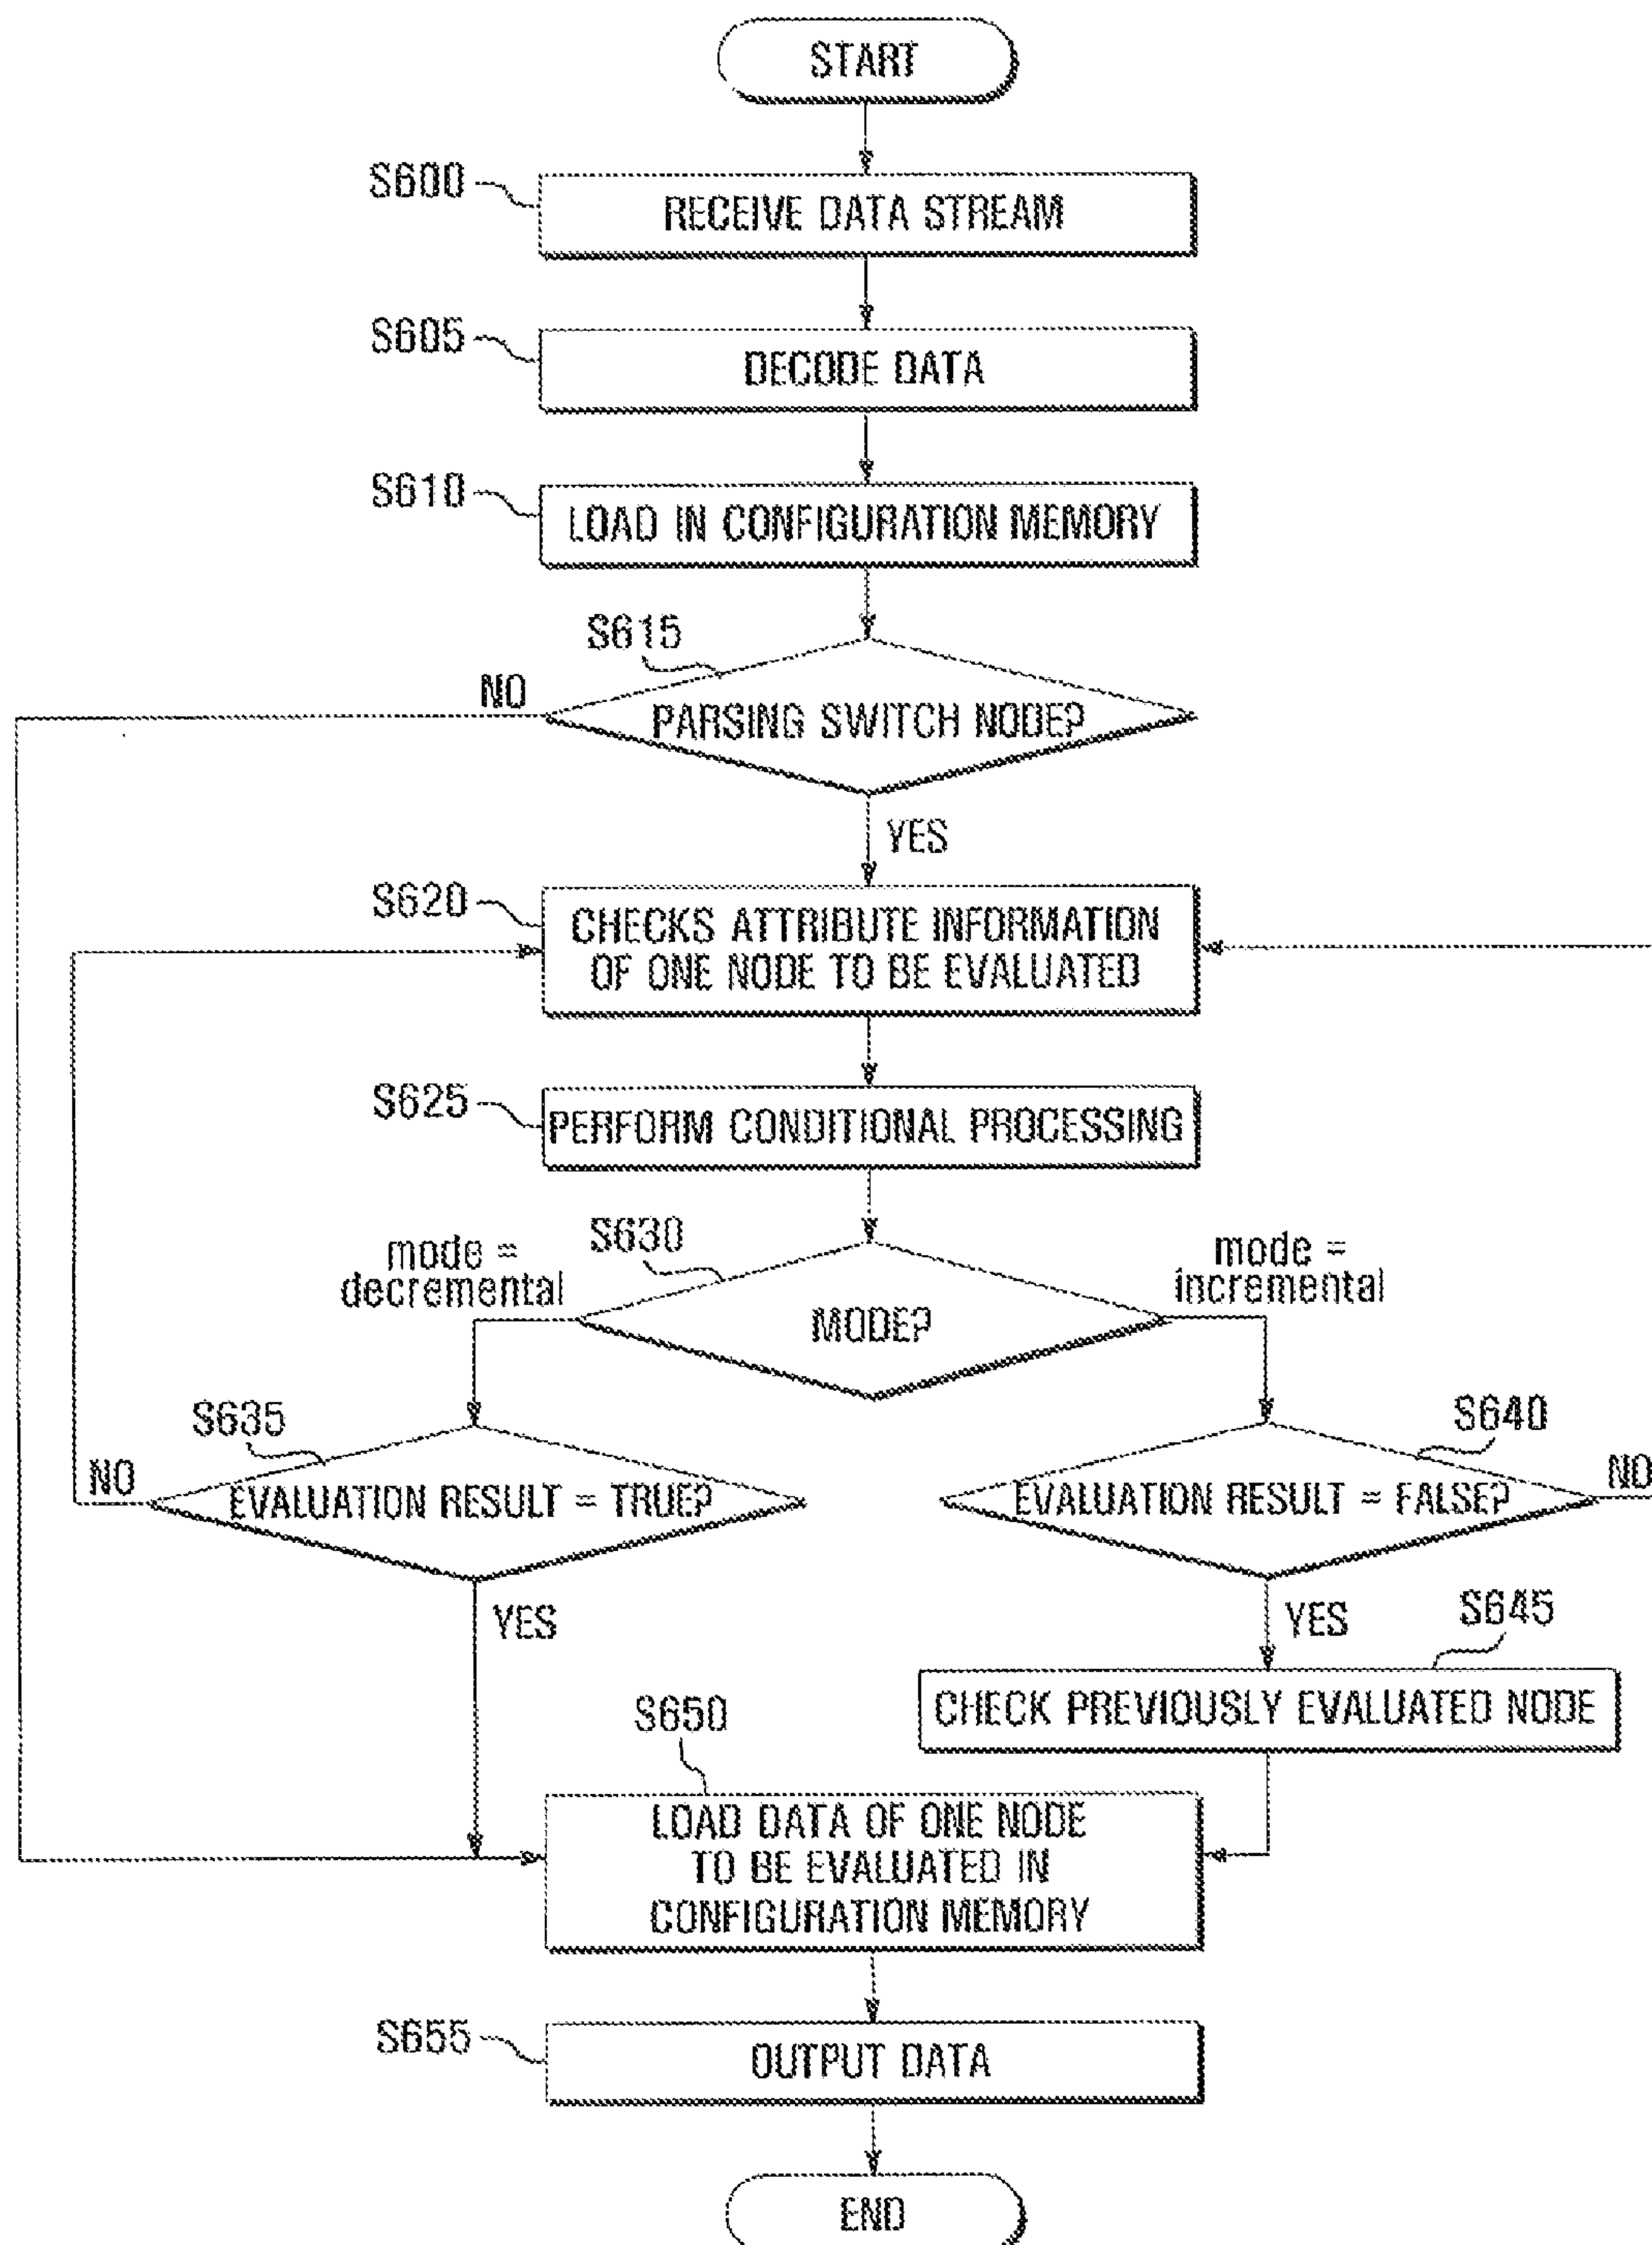 START
S600
RECEIVE DATA STREAM
S605
DECODE DATA
S610
LOAD IN CONFIGURATION MEMORY
S615
NO
PARSING SWITCH NODE?
YES
S620
CHECKS ATTRIBUTE INFORMATION
OF ONE NODE TO BE EVALUATED
S625
PERFORM CONDITIONAL PROCESSING
S630
mode =
decremental
mode =
incremental
MODE?
S635
S640
NO
EVALUATION RESULT = TRUE?
EVALUATION RESULT = FALSE?
NO
YES
YES
S645
CHECK PREVIOUSLY EVALUATED NODE
S650
LOAD DATA OF ONE NODE
TO BE EVALUATED IN
CONFIGURATION MEMORY
S655
OUTPUT DATA
END